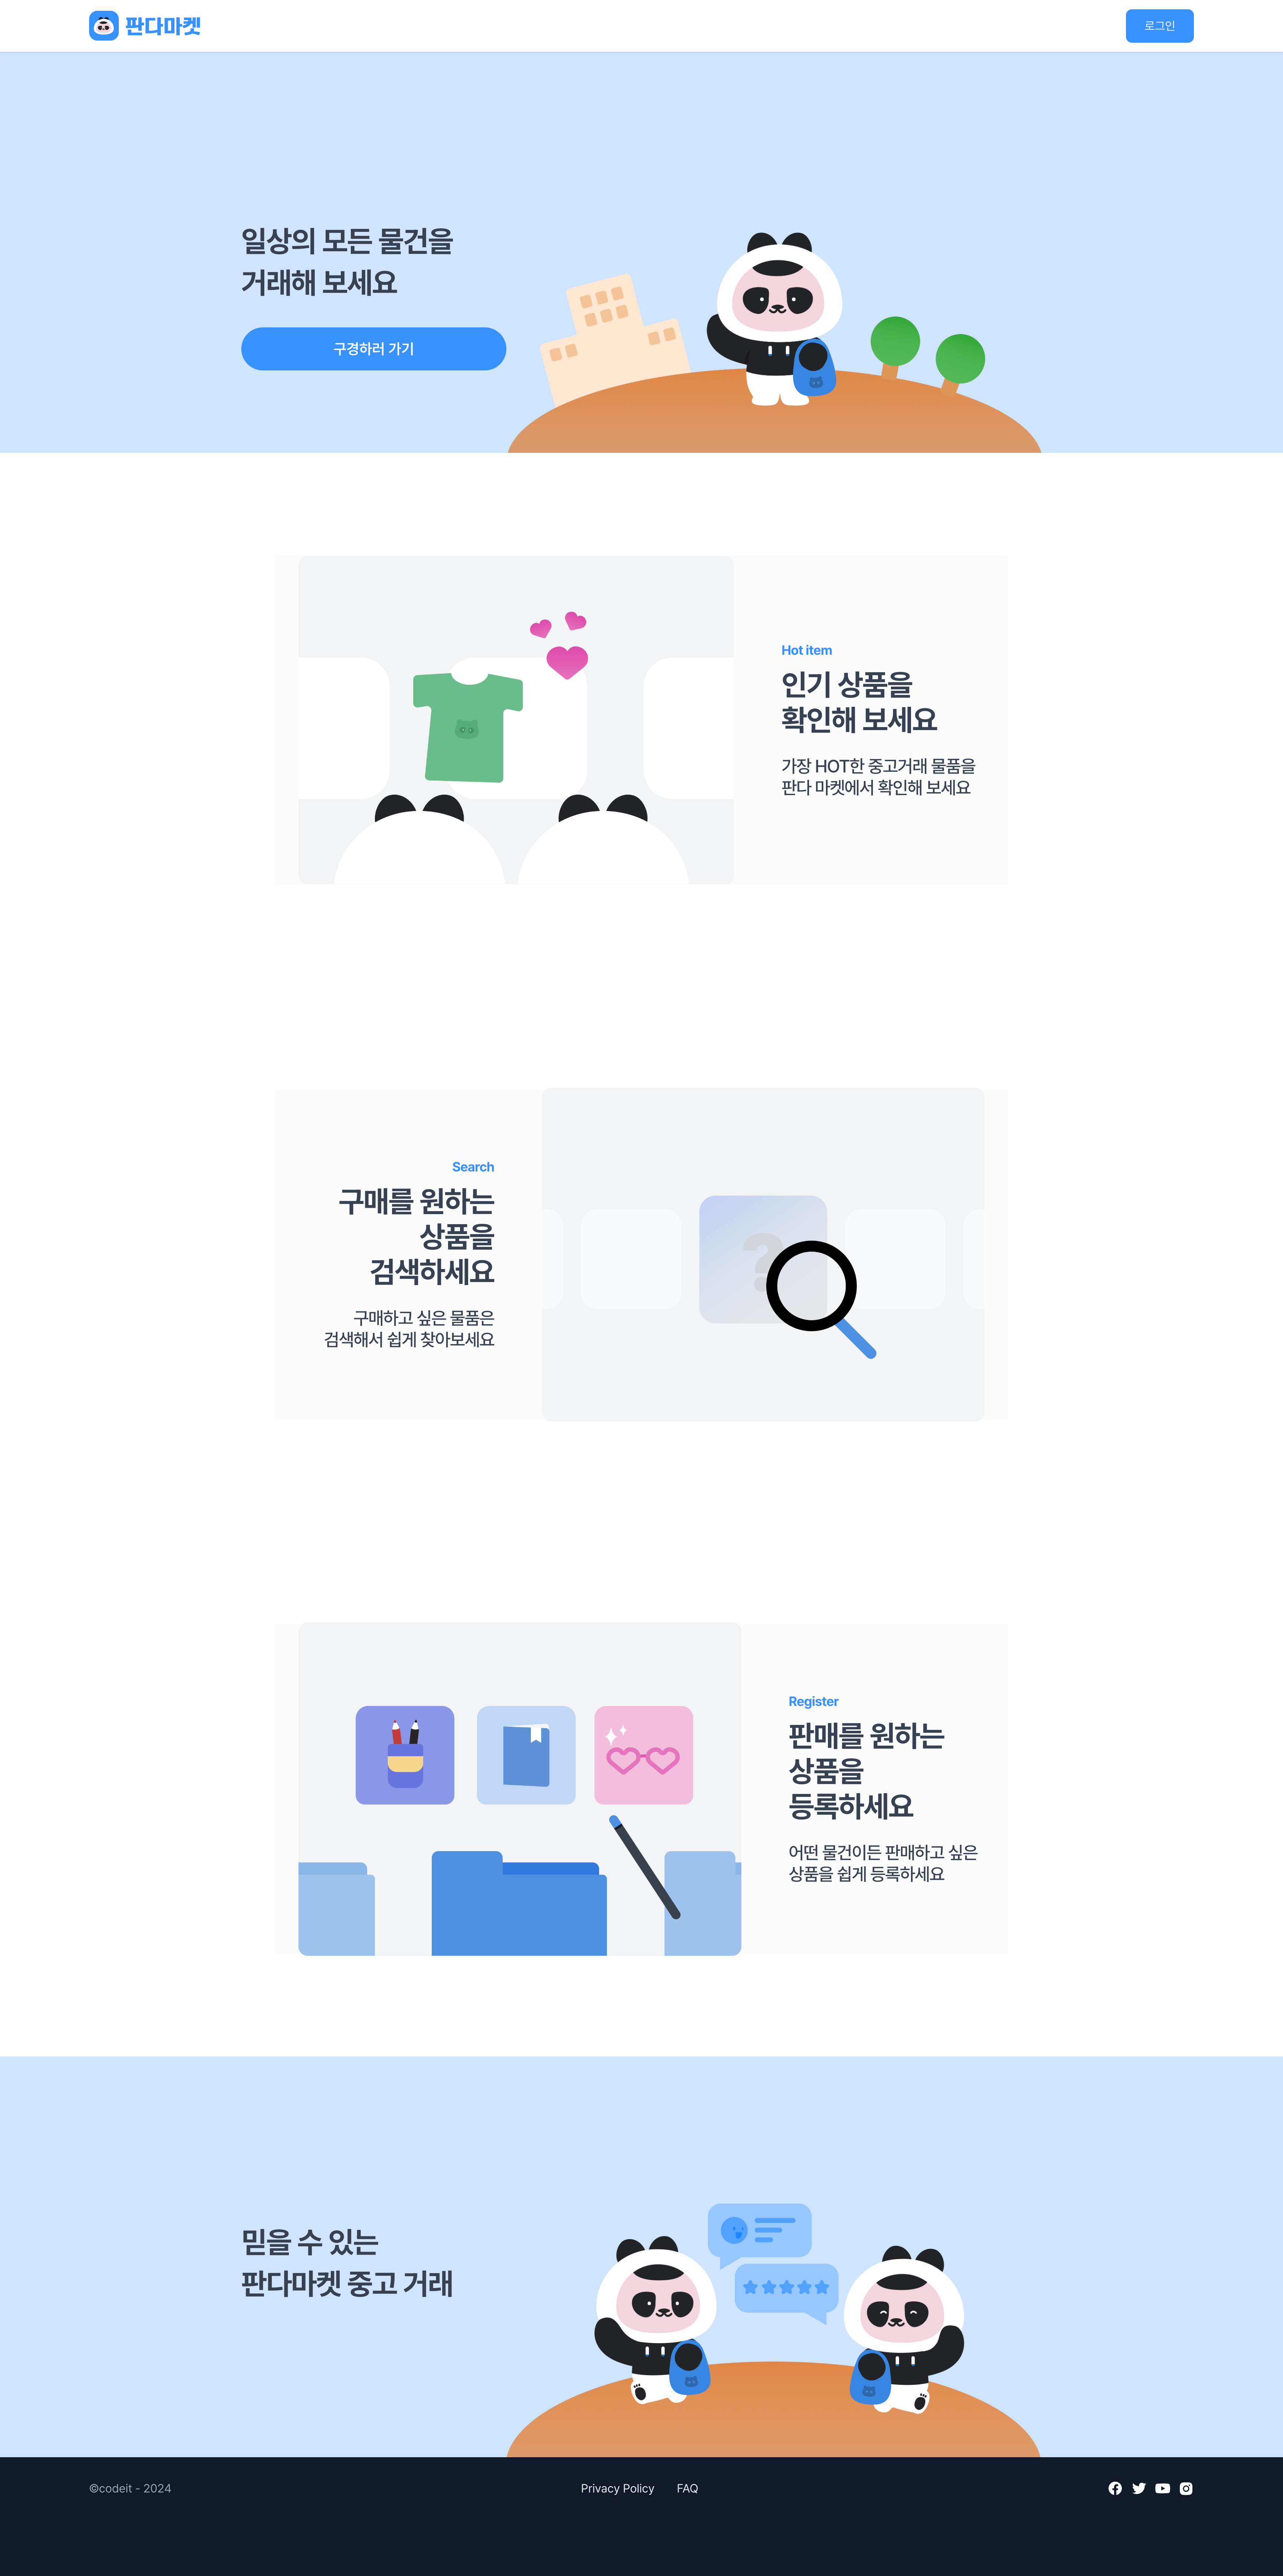 판다마켓
로그인
일상의 모든 물건을
거래해 보세요
구경하러 가기
Hot item
인기 상품을
확인해 보세요
가장 HOT한 중고거래 물품을
판다 마켓에서 확인해 보세요
Search
구매를 원하는
상품을
검색하세요
구매하고 싶은 물품은
검색해서 쉽게 찾아보세요
?
Register
판매를 원하는
상품을
등록하세요
어떤 물건이든 판매하고 싶은
상품을 쉽게 등록하세요
믿을 수 있는
판다마켓 중고 거래
©codeit - 2024
Privacy Policy
FAQ